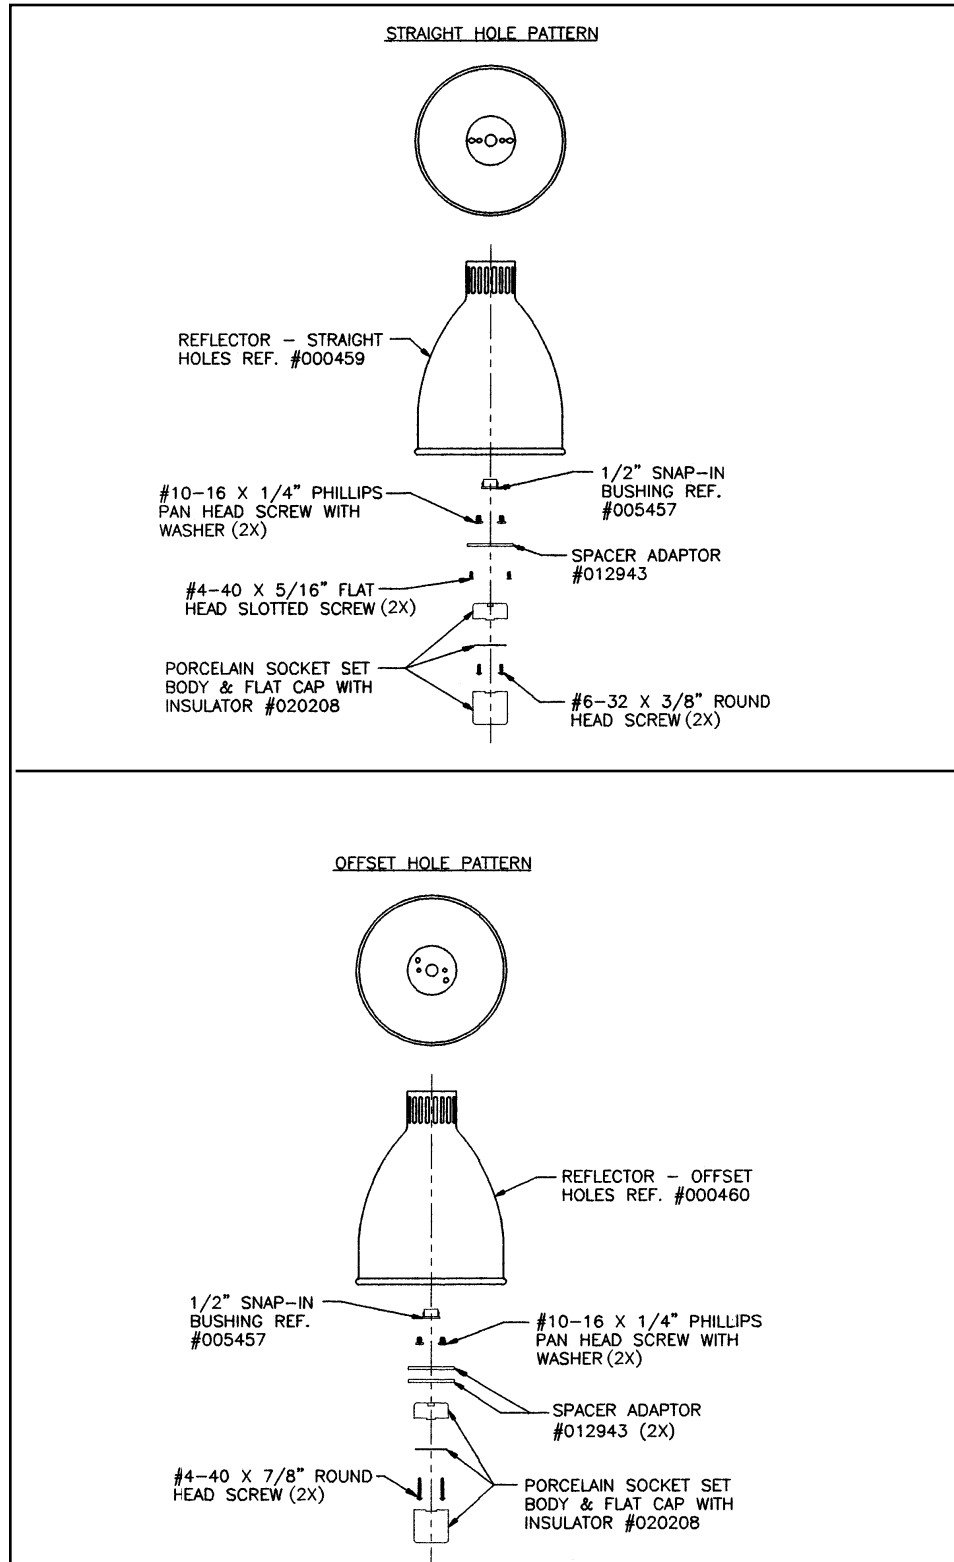 STRAIGHT HOLE PATTERN
REFLECTOR – STRAIGHT
HOLES REF. #000459
1/2" SNAP–IN
BUSHING REF.
#005457
#10–16 X 1/4" PHILLIPS
PAN HEAD SCREW WITH
WASHER (2X)
SPACER ADAPTOR
#012943
#4–40 X 5/16" FLAT
HEAD SLOTTED SCREW (2X)
PORCELAIN SOCKET SET
BODY & FLAT CAP WITH
INSULATOR #020208
#6–32 X 3/8" ROUND
HEAD SCREW (2X)
OFFSET HOLE PATTERN
REFLECTOR – OFFSET
HOLES REF. #000460
1/2" SNAP–IN
BUSHING REF.
#005457
#10–16 X 1/4" PHILLIPS
PAN HEAD SCREW WITH
WASHER (2X)
SPACER ADAPTOR
#012943 (2X)
#4–40 X 7/8" ROUND
HEAD SCREW (2X)
PORCELAIN SOCKET SET
BODY & FLAT CAP WITH
INSULATOR #020208